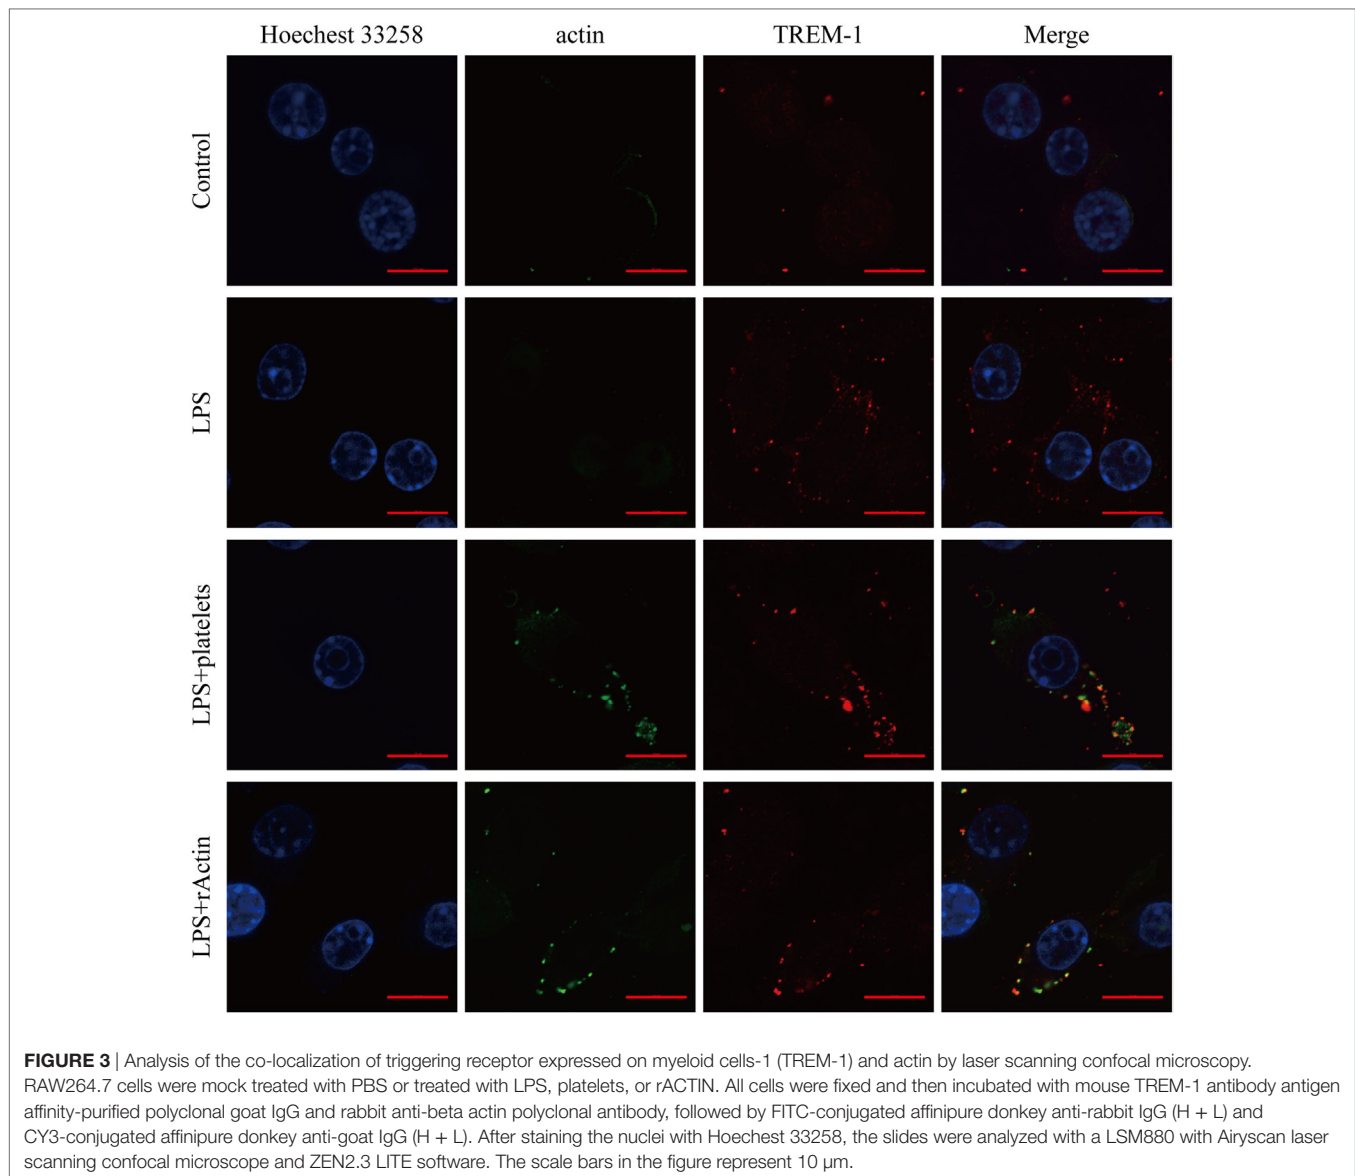 Hoechest 33258 actin TREM-1 Merge
Control
LPS
LPS+platelets
LPS+rActin
FIGURE 3 | Analysis of the co-localization of triggering receptor expressed on myeloid cells-1 (TREM-1) and actin by laser scanning confocal microscopy.
RAW264.7 cells were mock treated with PBS or treated with LPS, platelets, or rACTIN. All cells were fixed and then incubated with mouse TREM-1 antibody antigen
affinity-purified polyclonal goat IgG and rabbit anti-beta actin polyclonal antibody, followed by FITC-conjugated affinipure donkey anti-rabbit IgG (H + L) and
CY3-conjugated affinipure donkey anti-goat IgG (H + L). After staining the nuclei with Hoechest 33258, the slides were analyzed with a LSM880 with Airyscan laser
scanning confocal microscope and ZEN2.3 LITE software. The scale bars in the figure represent 10 µm.